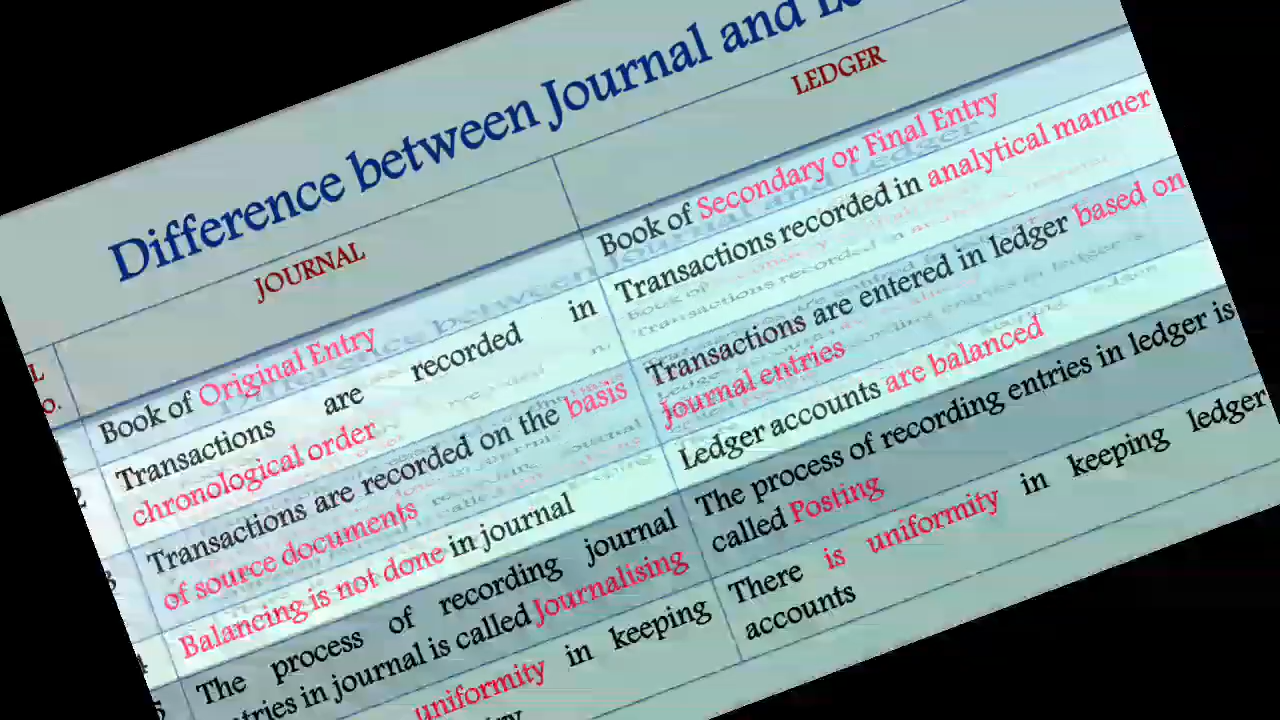 Difference between Journal and
JOURNAL
LEDGER
Book of Original Entry
Book of Secondary or Final Entry
2
Transactions are recorded in
chronological order
Transactions recorded in analytical manner
Transactions are recorded on the basis
of source documents
Transactions are entered in ledger based on
journal entries
Balancing is not done in journal
Ledger accounts are balanced
5
The process of recording journal
entries in journal is called Journalising
The process of recording entries in ledger is
called Posting
uniformity in keeping
There is uniformity in keeping ledger
accounts